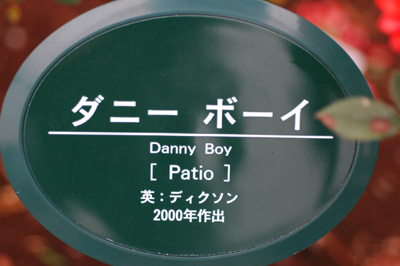 ダニー ボーイ
Danny Boy
[ Patio ]
英：ディクソン
2000年作出